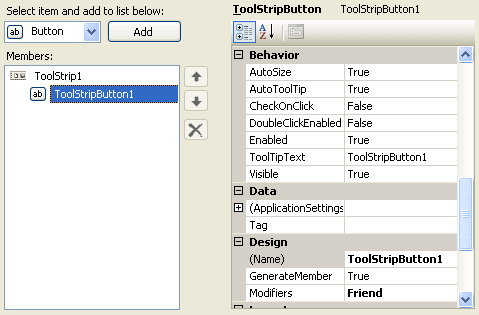 Select item and add to list below:
ab Button Add
Members:
ToolStrip1
ab ToolStripButton1
ToolStripButton ToolStripButton1
A Z
Behavior
AutoSize True
AutoToolTip True
CheckOnClick False
DoubleClickEnabled False
Enabled True
ToolTipText ToolStripButton1
Visible True
Data
(ApplicationSettings
Tag
Design
(Name) ToolStripButton1
GenerateMember True
Modifiers Friend